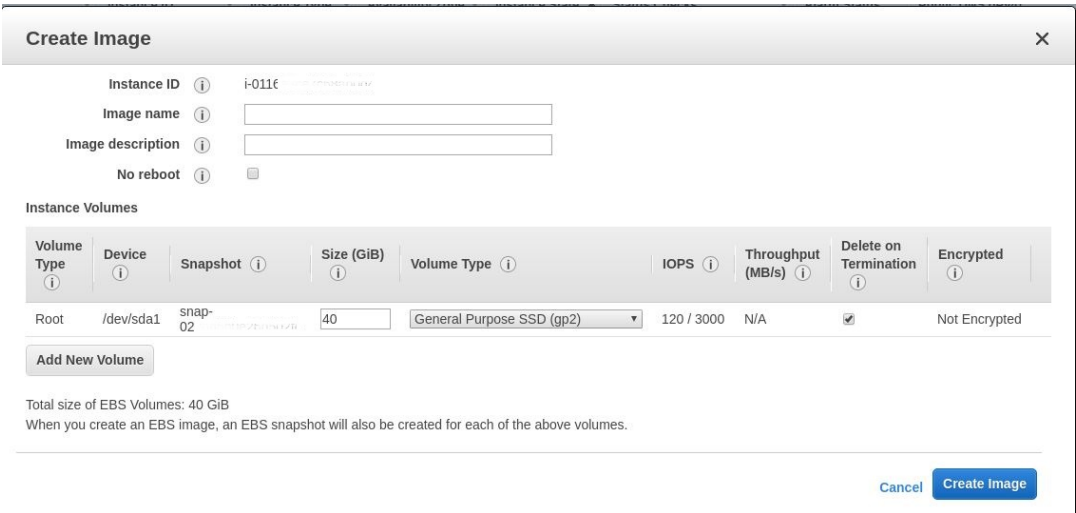 Create Image
Instance ID i-0116
Image name
Image description
No reboot
Instance Volumes
Volume Type Device Snapshot Size (GiB) Volume Type IOPS Throughput (MB/s) Delete on Termination Encrypted
Root /dev/sda1 snap-02 40 General Purpose SSD (gp2) 120 / 3000 N/A Not Encrypted
Add New Volume
Total size of EBS Volumes: 40 GiB
When you create an EBS image, an EBS snapshot will also be created for each of the above volumes.
Cancel Create Image